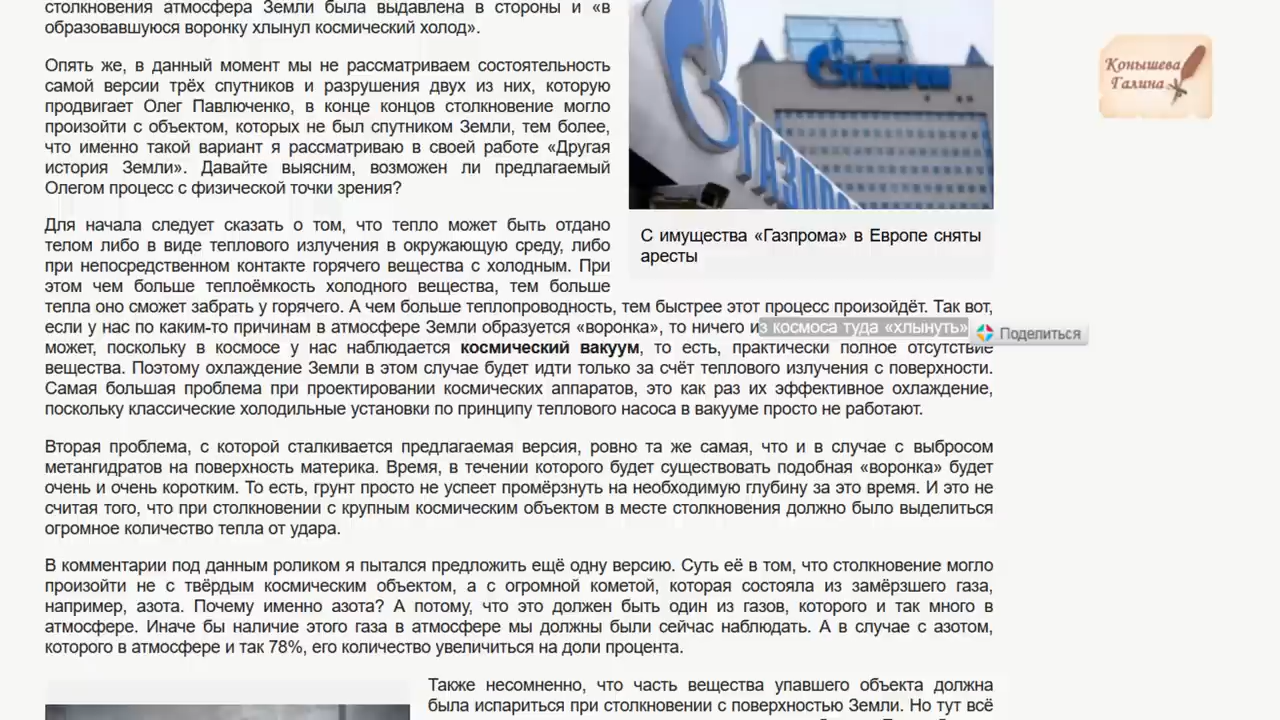 столкновения атмосфера Земли была выдавлена в стороны и «в
образовавшуюся воронку хлынул космический холод».
Опять же, в данный момент мы не рассматриваем состоятельность
самой версии трёх спутников и разрушения двух из них, которую
продвигает Олег Павлюченко, в конце концов столкновение могло
произойти с объектом, которых не был спутником Земли, тем более,
что именно такой вариант я рассматриваю в своей работе «Другая
история Земли». Давайте выясним, возможен ли предлагаемый
Олегом процесс с физической точки зрения?
Для начала следует сказать о том, что тепло может быть отдано
телом либо в виде теплового излучения в окружающую среду, либо
при непосредственном контакте горячего вещества с холодным. При
этом чем больше теплоёмкость холодного вещества, тем больше
тепла оно сможет забрать у горячего. А чем больше теплопроводность, тем быстрее этот процесс произойдёт. Так вот,
если у нас по каким-то причинам в атмосфере Земли образуется «воронка», то ничего из космоса туда «хлынуть»
может, поскольку в космосе у нас наблюдается космический вакуум, то есть, практически полное отсутствие
вещества. Поэтому охлаждение Земли в этом случае будет идти только за счёт теплового излучения с поверхности.
Самая большая проблема при проектировании космических аппаратов, это как раз их эффективное охлаждение,
поскольку классические холодильные установки по принципу теплового насоса в вакууме просто не работают.
Вторая проблема, с которой сталкивается предлагаемая версия, ровно та же самая, что и в случае с выбросом
метангидратов на поверхность материка. Время, в течении которого будет существовать подобная «воронка» будет
очень и очень коротким. То есть, грунт просто не успеет промёрзнуть на необходимую глубину за это время. И это не
считая того, что при столкновении с крупным космическим объектом в месте столкновения должно было выделиться
огромное количество тепла от удара.
В комментарии под данным роликом я пытался предложить ещё одну версию. Суть её в том, что столкновение могло
произойти не с твёрдым космическим объектом, а с огромной кометой, которая состояла из замёрзшего газа,
например, азота. Почему именно азота? А потому, что это должен быть один из газов, которого и так много в
атмосфере. Иначе бы наличие этого газа в атмосфере мы должны были сейчас наблюдать. А в случае с азотом,
которого в атмосфере и так 78%, его количество увеличиться на доли процента.
Также несомненно, что часть вещества упавшего объекта должна
была испариться при столкновении с поверхностью Земли. Но тут всё
ГАЗПРОМ
ГАЗПРО
С имущества «Газпрома» в Европе сняты
аресты
Поделиться
Конышева
Галина